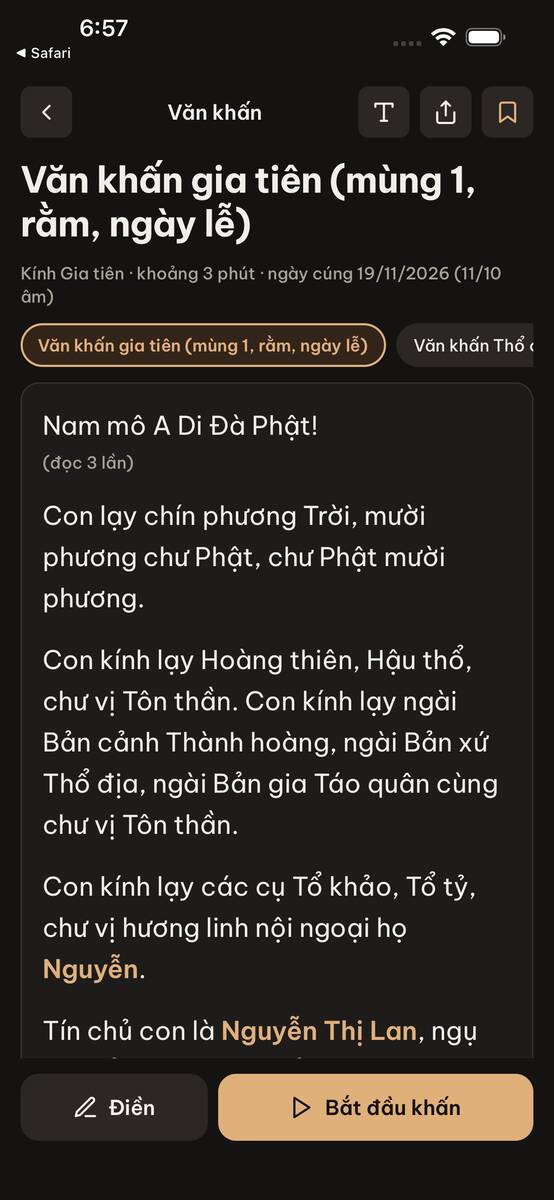 6:57
◀ Safari
Văn khấn
Văn khấn gia tiên (mùng 1,
rằm, ngày lễ)
Kính Gia tiên · khoảng 3 phút · ngày cúng 19/11/2026 (11/10
âm)
Văn khấn gia tiên (mùng 1, rằm, ngày lễ)
Văn khấn Thổ
Nam mô A Di Đà Phật!
(đọc 3 lần)
Con lạy chín phương Trời, mười
phương chư Phật, chư Phật mười
phương.
Con kính lạy Hoàng thiên, Hậu thổ,
chư vị Tôn thần. Con kính lạy ngài
Bản cảnh Thành hoàng, ngài Bản xứ
Thổ địa, ngài Bản gia Táo quân cùng
chư vị Tôn thần.
Con kính lạy các cụ Tổ khảo, Tổ tỷ,
chư vị hương linh nội ngoại họ
Nguyễn.
Tín chủ con là Nguyễn Thị Lan, ngụ
Điền
Bắt đầu khấn